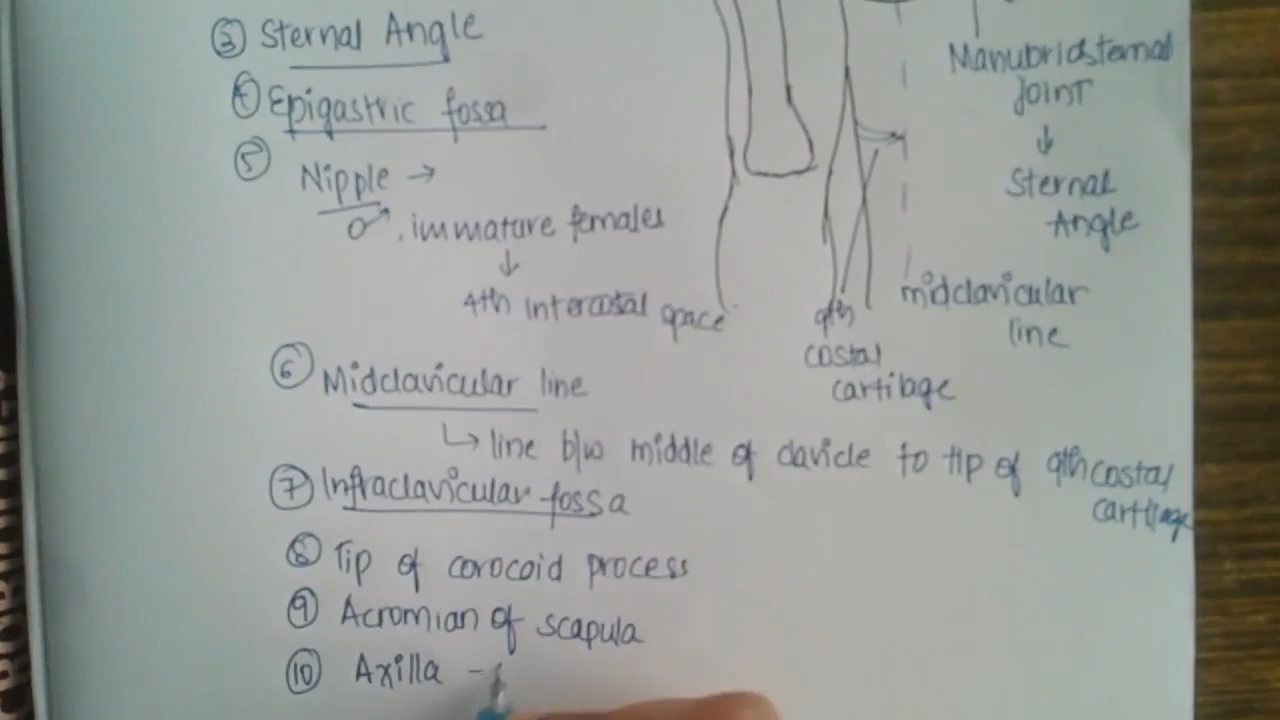 ③ Sternal Angle
④ Epigastric fossa
⑤ Nipple →
♂, immature females
↓
4th intercostal space
⑥ Midclavicular line
↳ line b/w middle of clavicle to tip of 9th costal cartilage
⑦ Infraclavicular fossa
⑧ Tip of corocoid process
⑨ Acromian of scapula
⑩ Axilla -
Manubriosternal
Joint
↓
Sternal
Angle
midclavicular
line
9th
costal
cartilage